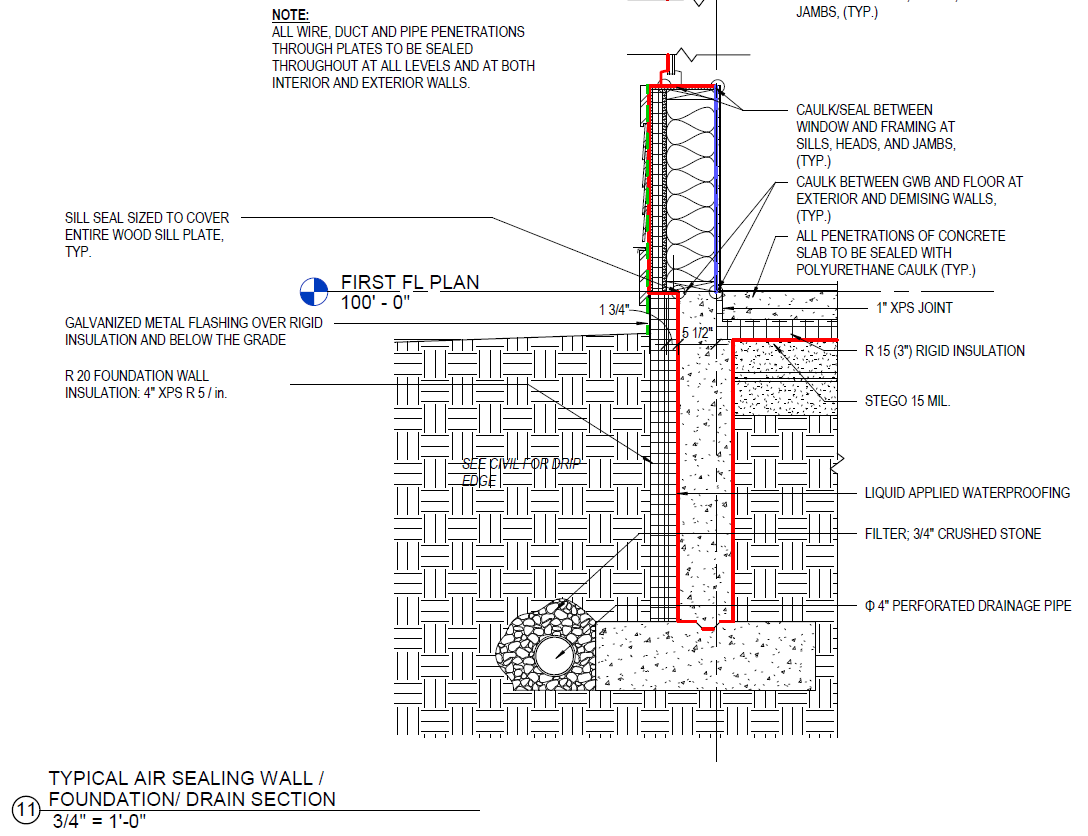 NOTE:
ALL WIRE, DUCT AND PIPE PENETRATIONS
THROUGH PLATES TO BE SEALED
THROUGHOUT AT ALL LEVELS AND AT BOTH
INTERIOR AND EXTERIOR WALLS.
JAMBS, (TYP.)
CAULK/SEAL BETWEEN
WINDOW AND FRAMING AT
SILLS, HEADS, AND JAMBS,
(TYP.)
CAULK BETWEEN GWB AND FLOOR AT
EXTERIOR AND DEMISING WALLS,
(TYP.)
ALL PENETRATIONS OF CONCRETE
SLAB TO BE SEALED WITH
POLYURETHANE CAULK (TYP.)
SILL SEAL SIZED TO COVER
ENTIRE WOOD SILL PLATE,
TYP.
FIRST FL PLAN
100' - 0"
1 3/4"
5 1/2"
1" XPS JOINT
GALVANIZED METAL FLASHING OVER RIGID
INSULATION AND BELOW THE GRADE
R 15 (3") RIGID INSULATION
R 20 FOUNDATION WALL
INSULATION: 4" XPS R 5 / in.
STEGO 15 MIL.
SEE CIVIL FOR DRIP
EDGE
LIQUID APPLIED WATERPROOFING
FILTER; 3/4" CRUSHED STONE
Φ 4" PERFORATED DRAINAGE PIPE
11
TYPICAL AIR SEALING WALL /
FOUNDATION/ DRAIN SECTION
3/4" = 1'-0"